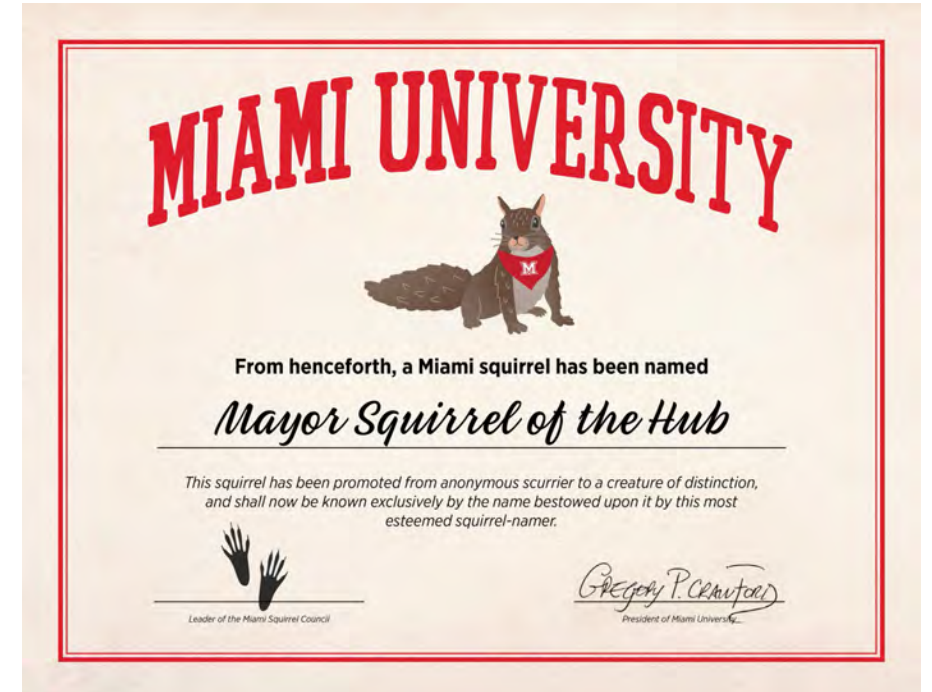 MIAMI UNIVERSITY
M
From henceforth, a Miami squirrel has been named
Mayor Squirrel of the Hub
This squirrel has been promoted from anonymous scurrier to a creature of distinction,
and shall now be known exclusively by the name bestowed upon it by this most
esteemed squirrel-namer.
GREGORY P. CRAWFORD
Leader of the Miami Squirrel Council
President of Miami University